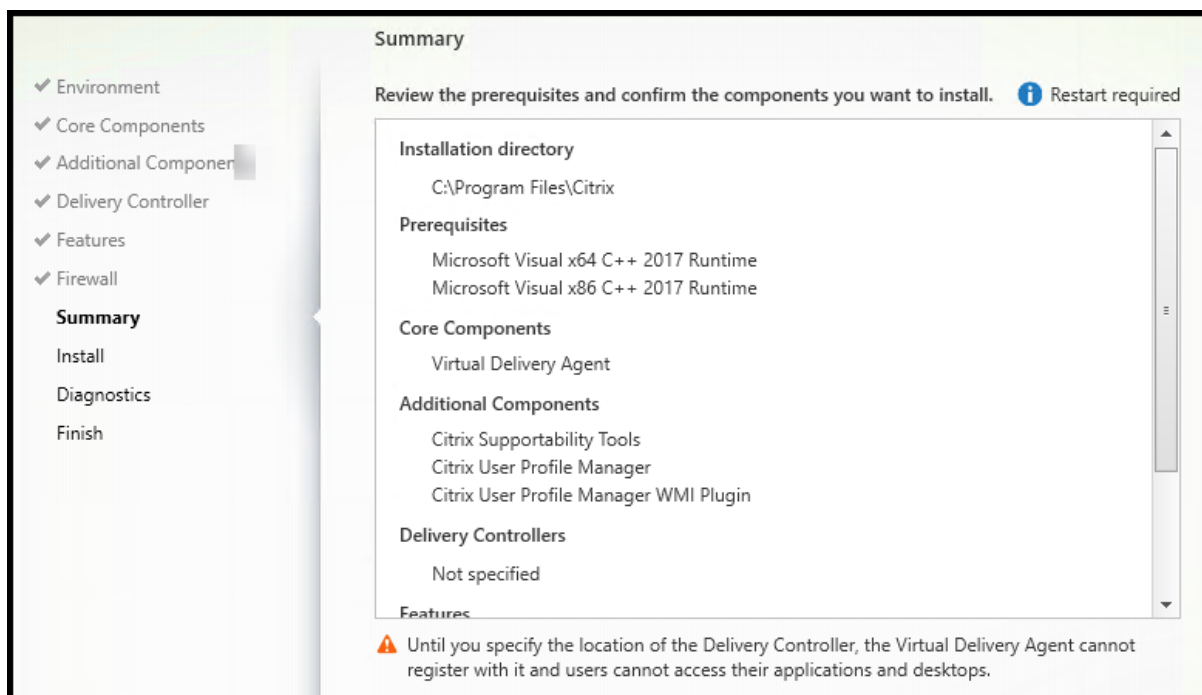 Summary
Environment
Core Components
Additional Componen
Delivery Controller
Features
Firewall
Summary
Install
Diagnostics
Finish
Review the prerequisites and confirm the components you want to install.
Restart required
Installation directory
C:\Program Files\Citrix
Prerequisites
Microsoft Visual x64 C++ 2017 Runtime
Microsoft Visual x86 C++ 2017 Runtime
Core Components
Virtual Delivery Agent
Additional Components
Citrix Supportability Tools
Citrix User Profile Manager
Citrix User Profile Manager WMI Plugin
Delivery Controllers
Not specified
Features
Until you specify the location of the Delivery Controller, the Virtual Delivery Agent cannot
register with it and users cannot access their applications and desktops.